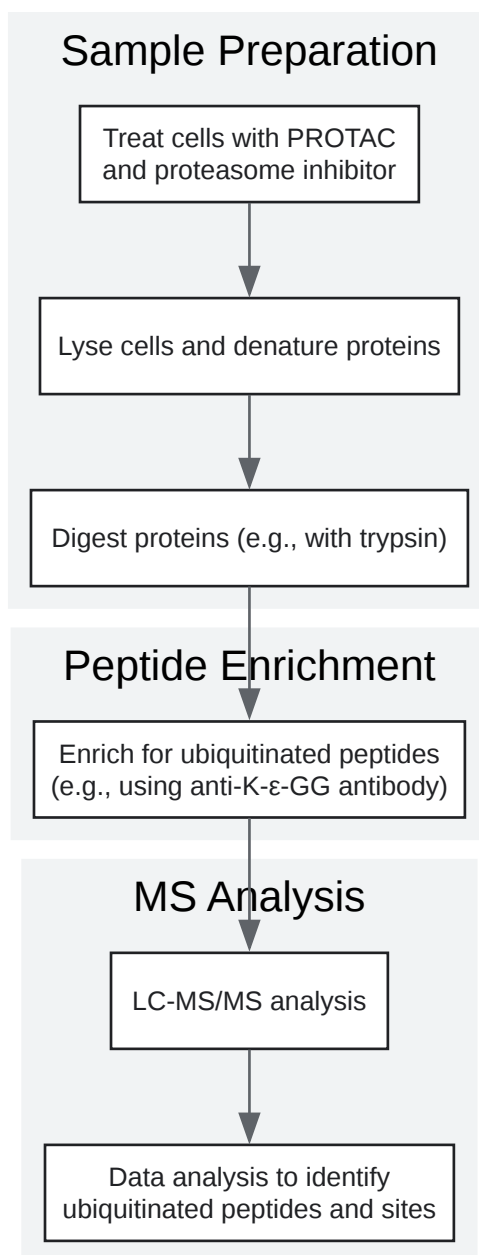 Sample Preparation
Treat cells with PROTAC
and proteasome inhibitor
Lyse cells and denature proteins
Digest proteins (e.g., with trypsin)
Peptide Enrichment
Enrich for ubiquitinated peptides
(e.g., using anti-K-ε-GG antibody)
MS Analysis
LC-MS/MS analysis
Data analysis to identify
ubiquitinated peptides and sites